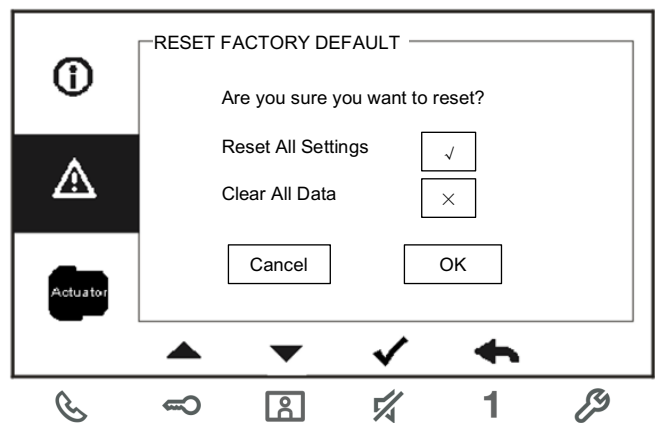 RESET FACTORY DEFAULT
Are you sure you want to reset?
Reset All Settings √
Clear All Data ×
Cancel OK
Actuator
1